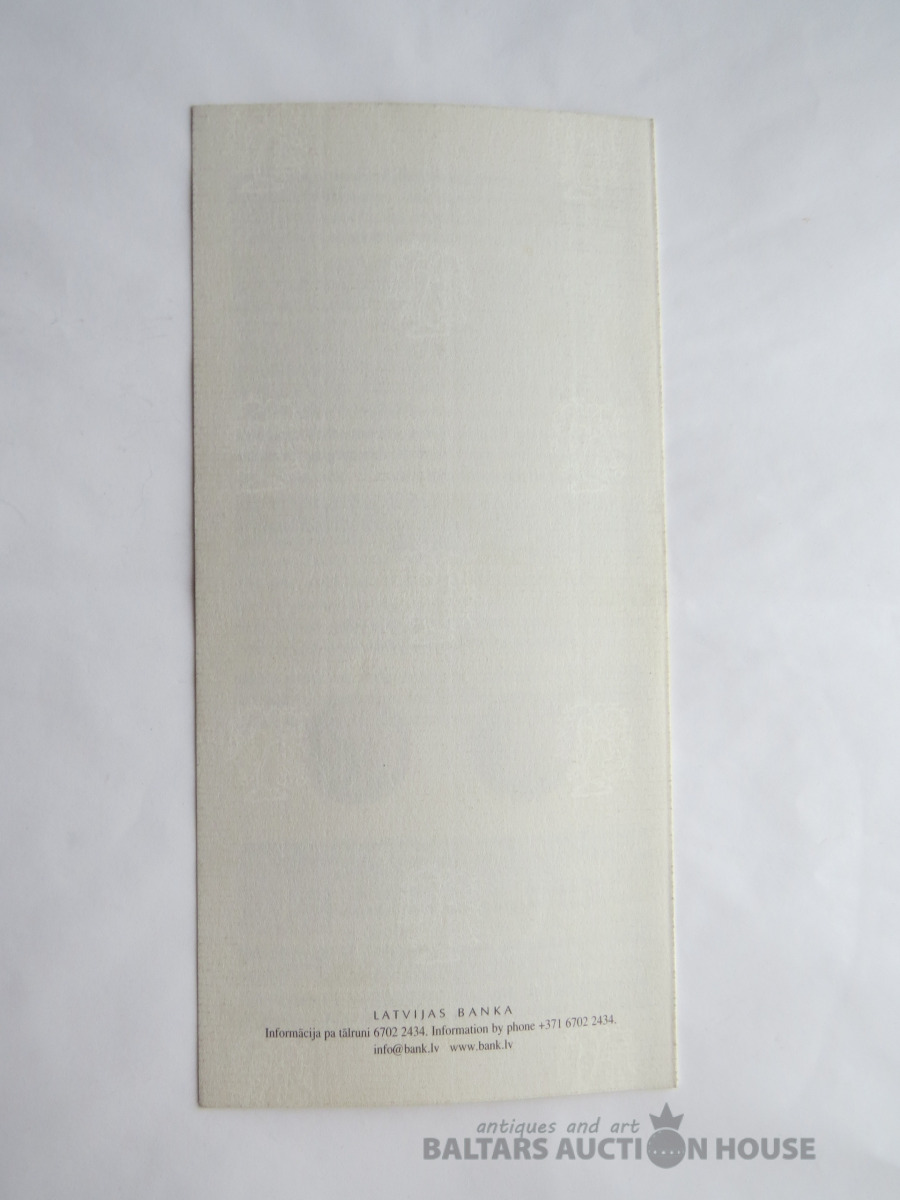 LATVIJAS BANKA
Informācija pa tālruni 6702 2434. Information by phone +371 6702 2434.
info@bank.lv www.bank.lv
antiques and art
BALTARS AUCTION HOUSE